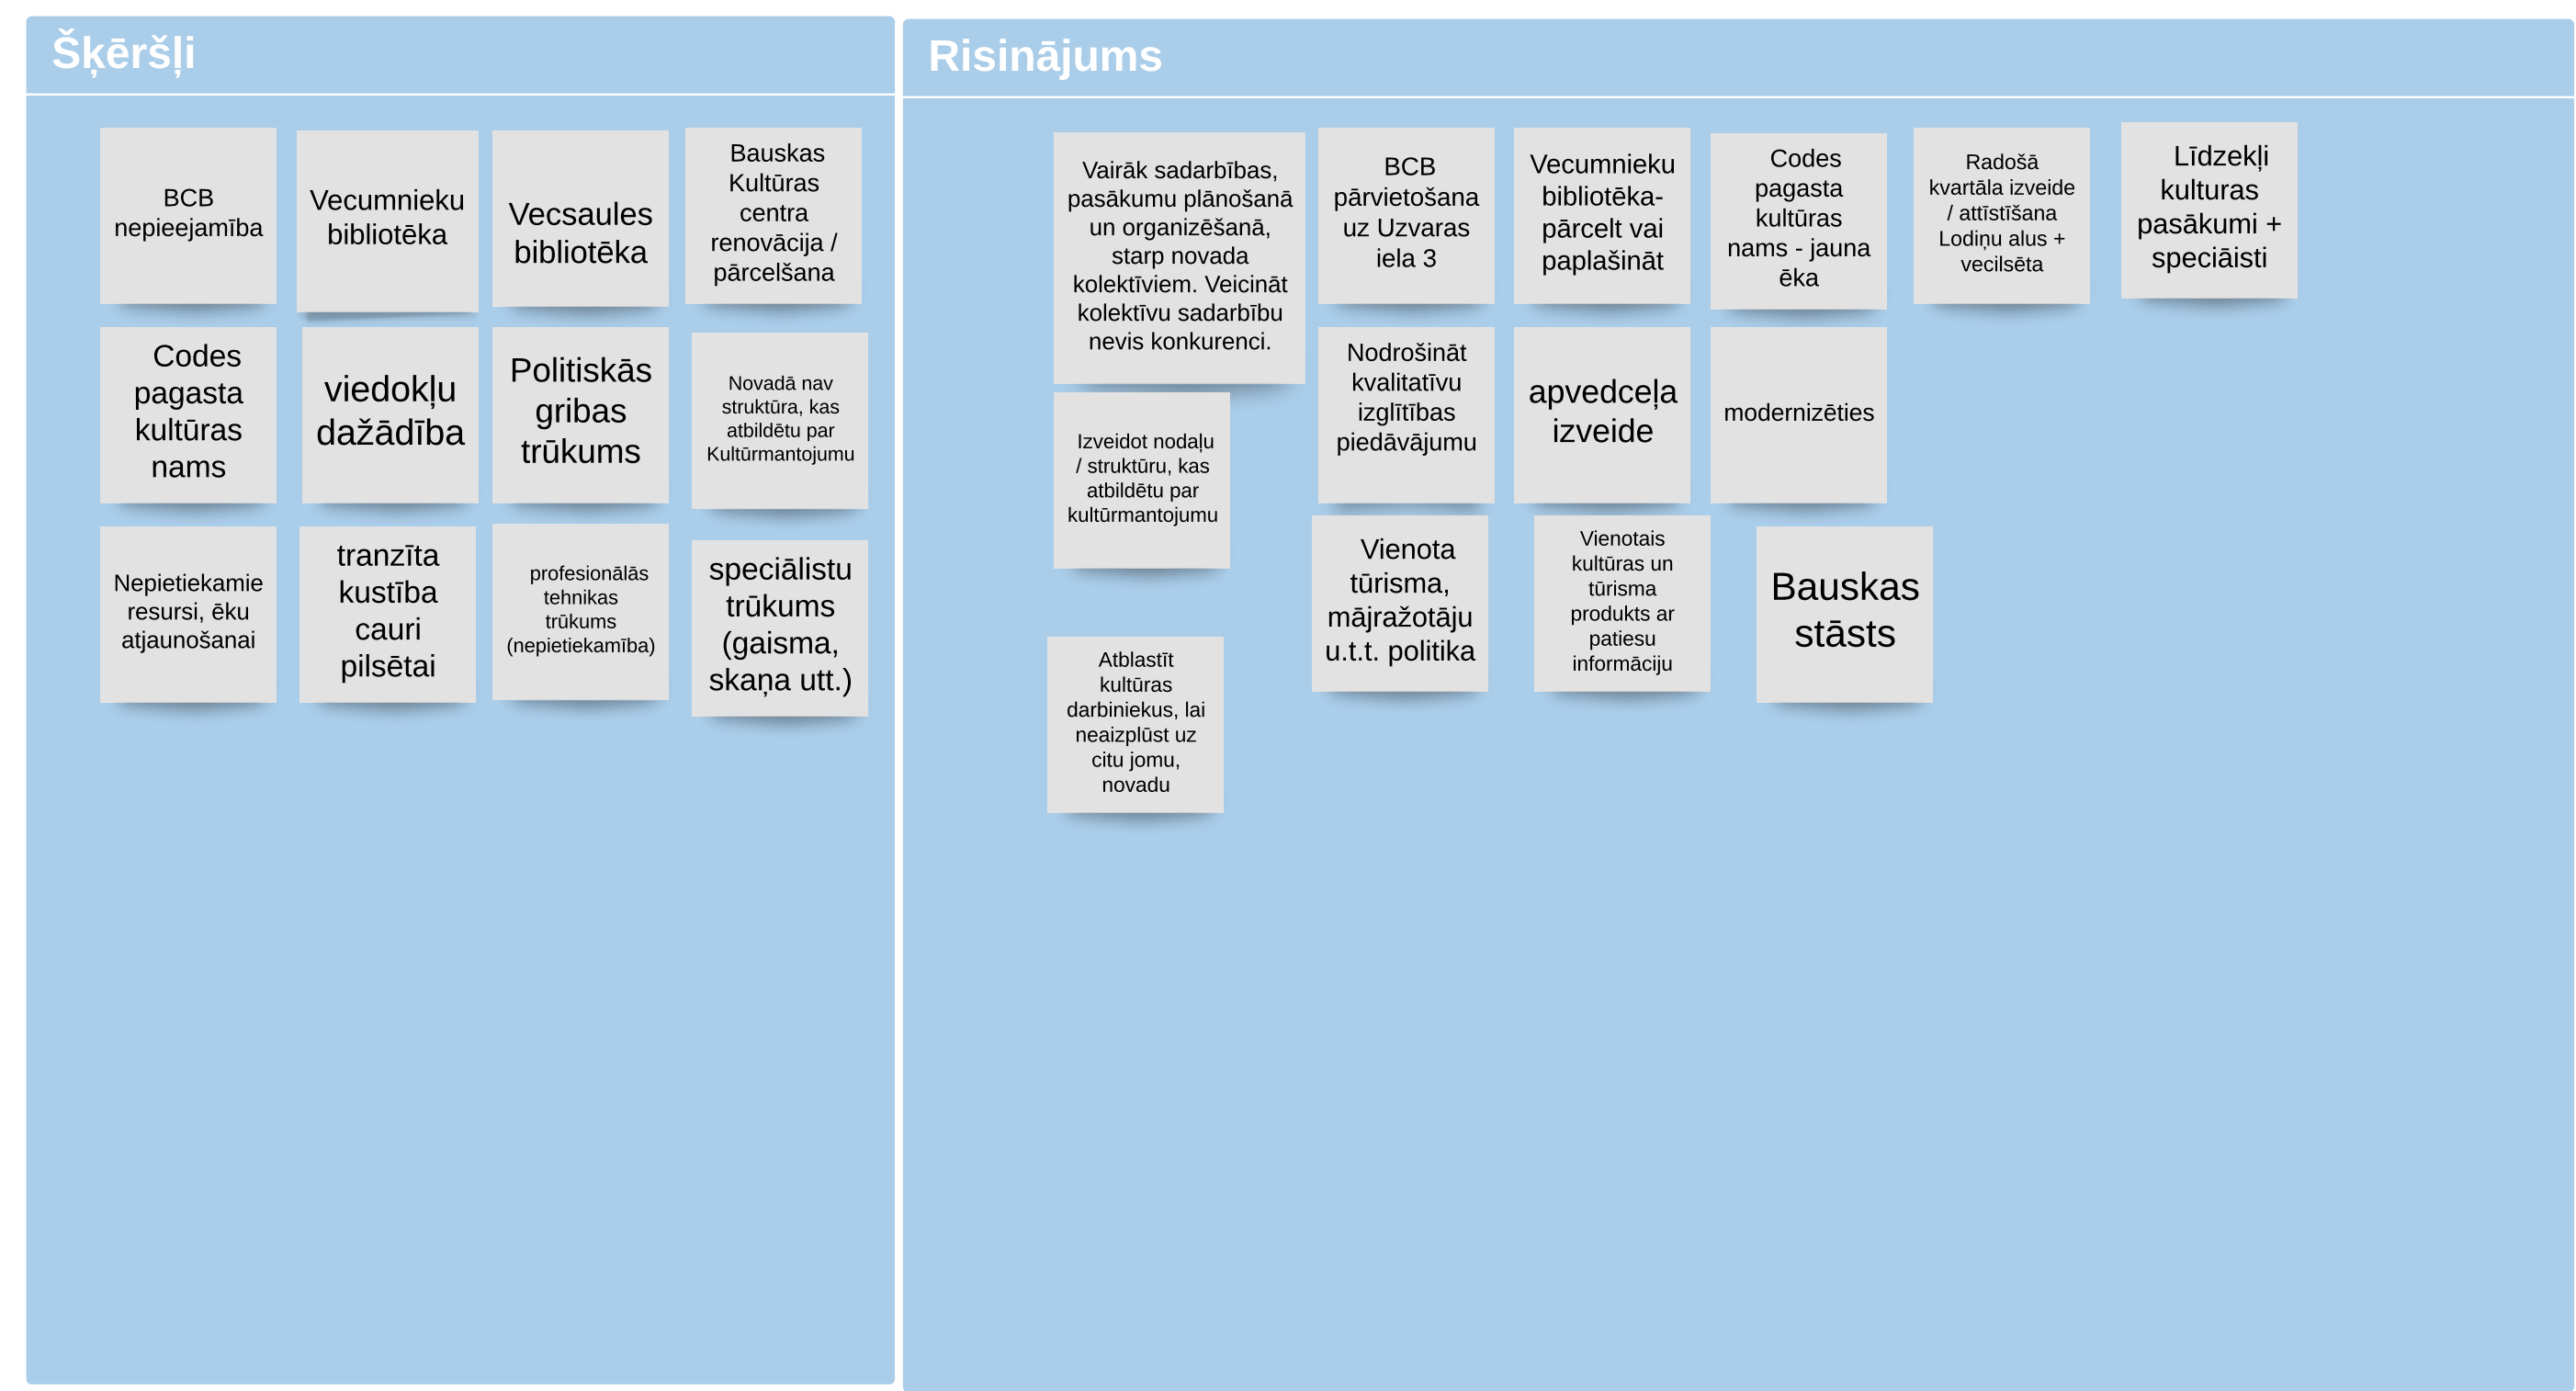 Šķēršļi
BCB
nepieejamība
Vecumnieku
bibliotēka
Vecsaules
bibliotēka
Bauskas
Kultūras
centra
renovācija /
pārcelšana
Codes
pagasta
kultūras
nams
viedokļu
dažādība
Politiskās
gribas
trūkums
Novadā nav
struktūra, kas
atbildētu par
Kultūrmantojumu
Nepietiekamie
resursi, ēku
atjaunošanai
tranzīta
kustība
cauri
pilsētai
profesionālās
tehnikas
trūkums
(nepietiekamība)
speciālistu
trūkums
(gaisma,
skaņa utt.)
Risinājums
Vairāk sadarbības,
pasākumu plānošanā
un organizēšanā,
starp novada
kolektīviem. Veicināt
kolektīvu sadarbību
nevis konkurenci.
BCB
pārvietošana
uz Uzvaras
iela 3
Vecumnieku
bibliotēka-
pārcelt vai
paplašināt
Codes
pagasta
kultūras
nams - jauna
ēka
Radošā
kvartāla izveide
/ attīstīšana
Lodiņu alus +
vecilsēta
Līdzekļi
kulturas
pasākumi +
speciāisti
Izveidot nodaļu
/ struktūru, kas
atbildētu par
kultūrmantojumu
Nodrošināt
kvalitatīvu
izglītības
piedāvājumu
apvedceļa
izveide
modernizēties
Atblastīt
kultūras
darbiniekus, lai
neaizplūst uz
citu jomu,
novadu
Vienota
tūrisma,
mājražotāju
u.t.t. politika
Vienotais
kultūras un
tūrisma
produkts ar
patiesu
informāciju
Bauskas
stāsts